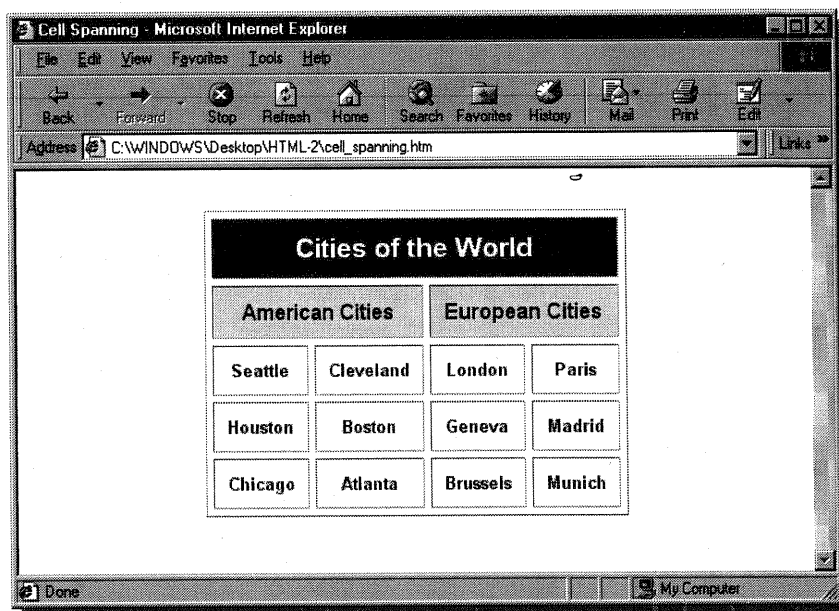 Cell Spanning - Microsoft Internet Explorer
File Edit View Favorites Tools Help
Back Forward Stop Refresh Home Search Favorites History Mail Print Edit
Address C:\WINDOWS\Desktop\HTML-2\cell_spanning.htm Links »
Cities of the World
American Cities European Cities
Seattle Cleveland London Paris
Houston Boston Geneva Madrid
Chicago Atlanta Brussels Munich
Done My Computer